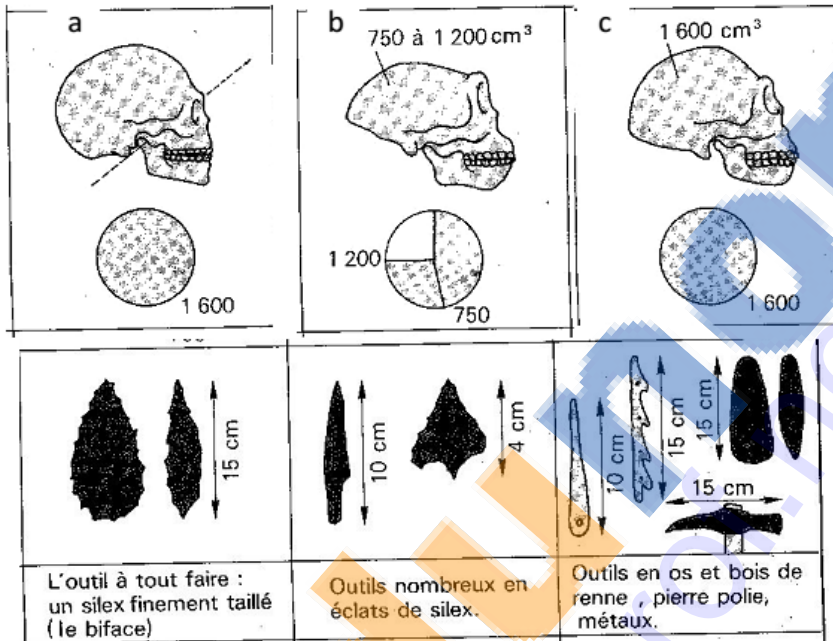 a
b
c
750 à 1 200 cm³
1 600 cm³
1 600
1 200
750
1 600
15 cm
10 cm
4 cm
10 cm
15 cm
15 cm
15 cm
L'outil à tout faire :
un silex finement taillé
(le biface)
Outils nombreux en
éclats de silex.
Outils en os et bois de
renne , pierre polie,
métaux.